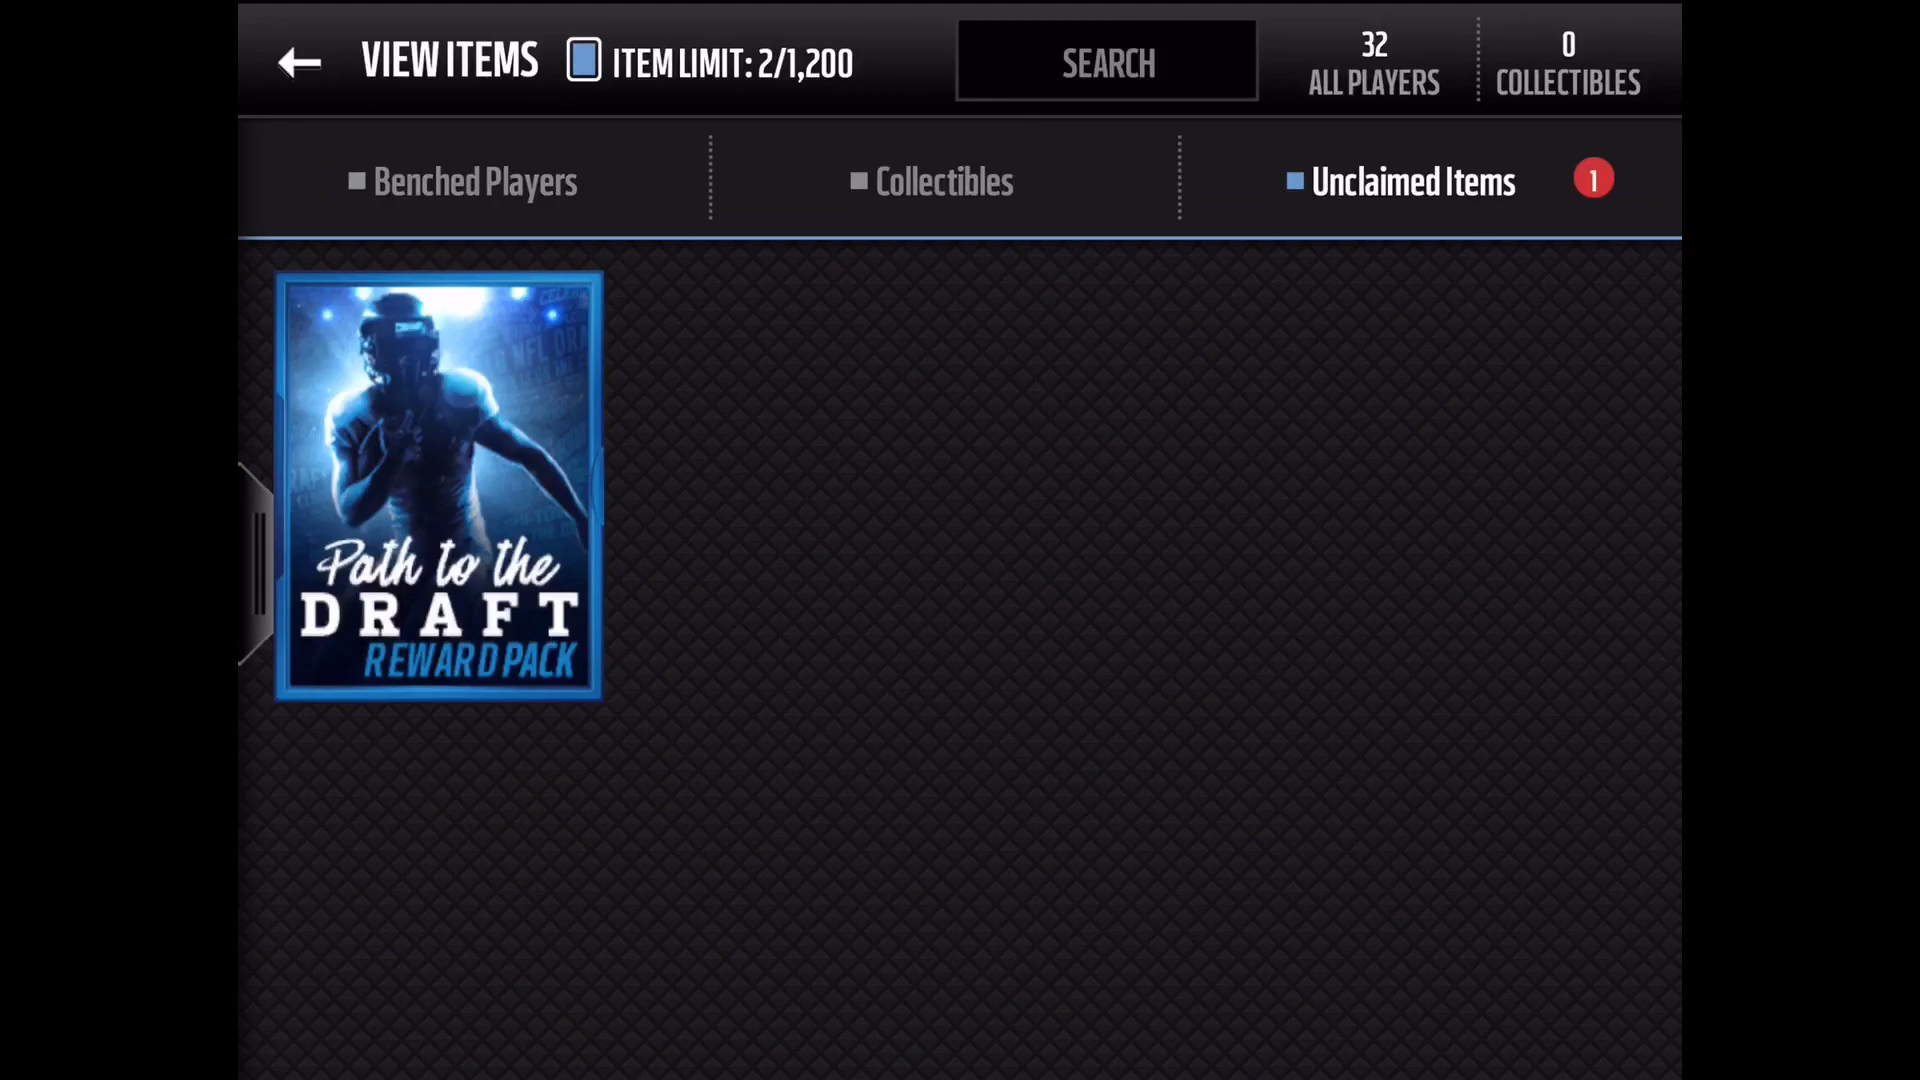 VIEW ITEMS
ITEM LIMIT: 2/1,200
SEARCH
32
ALL PLAYERS
0
COLLECTIBLES
Benched Players
Collectibles
Unclaimed Items
1
Path to the
DRAFT
REWARD PACK